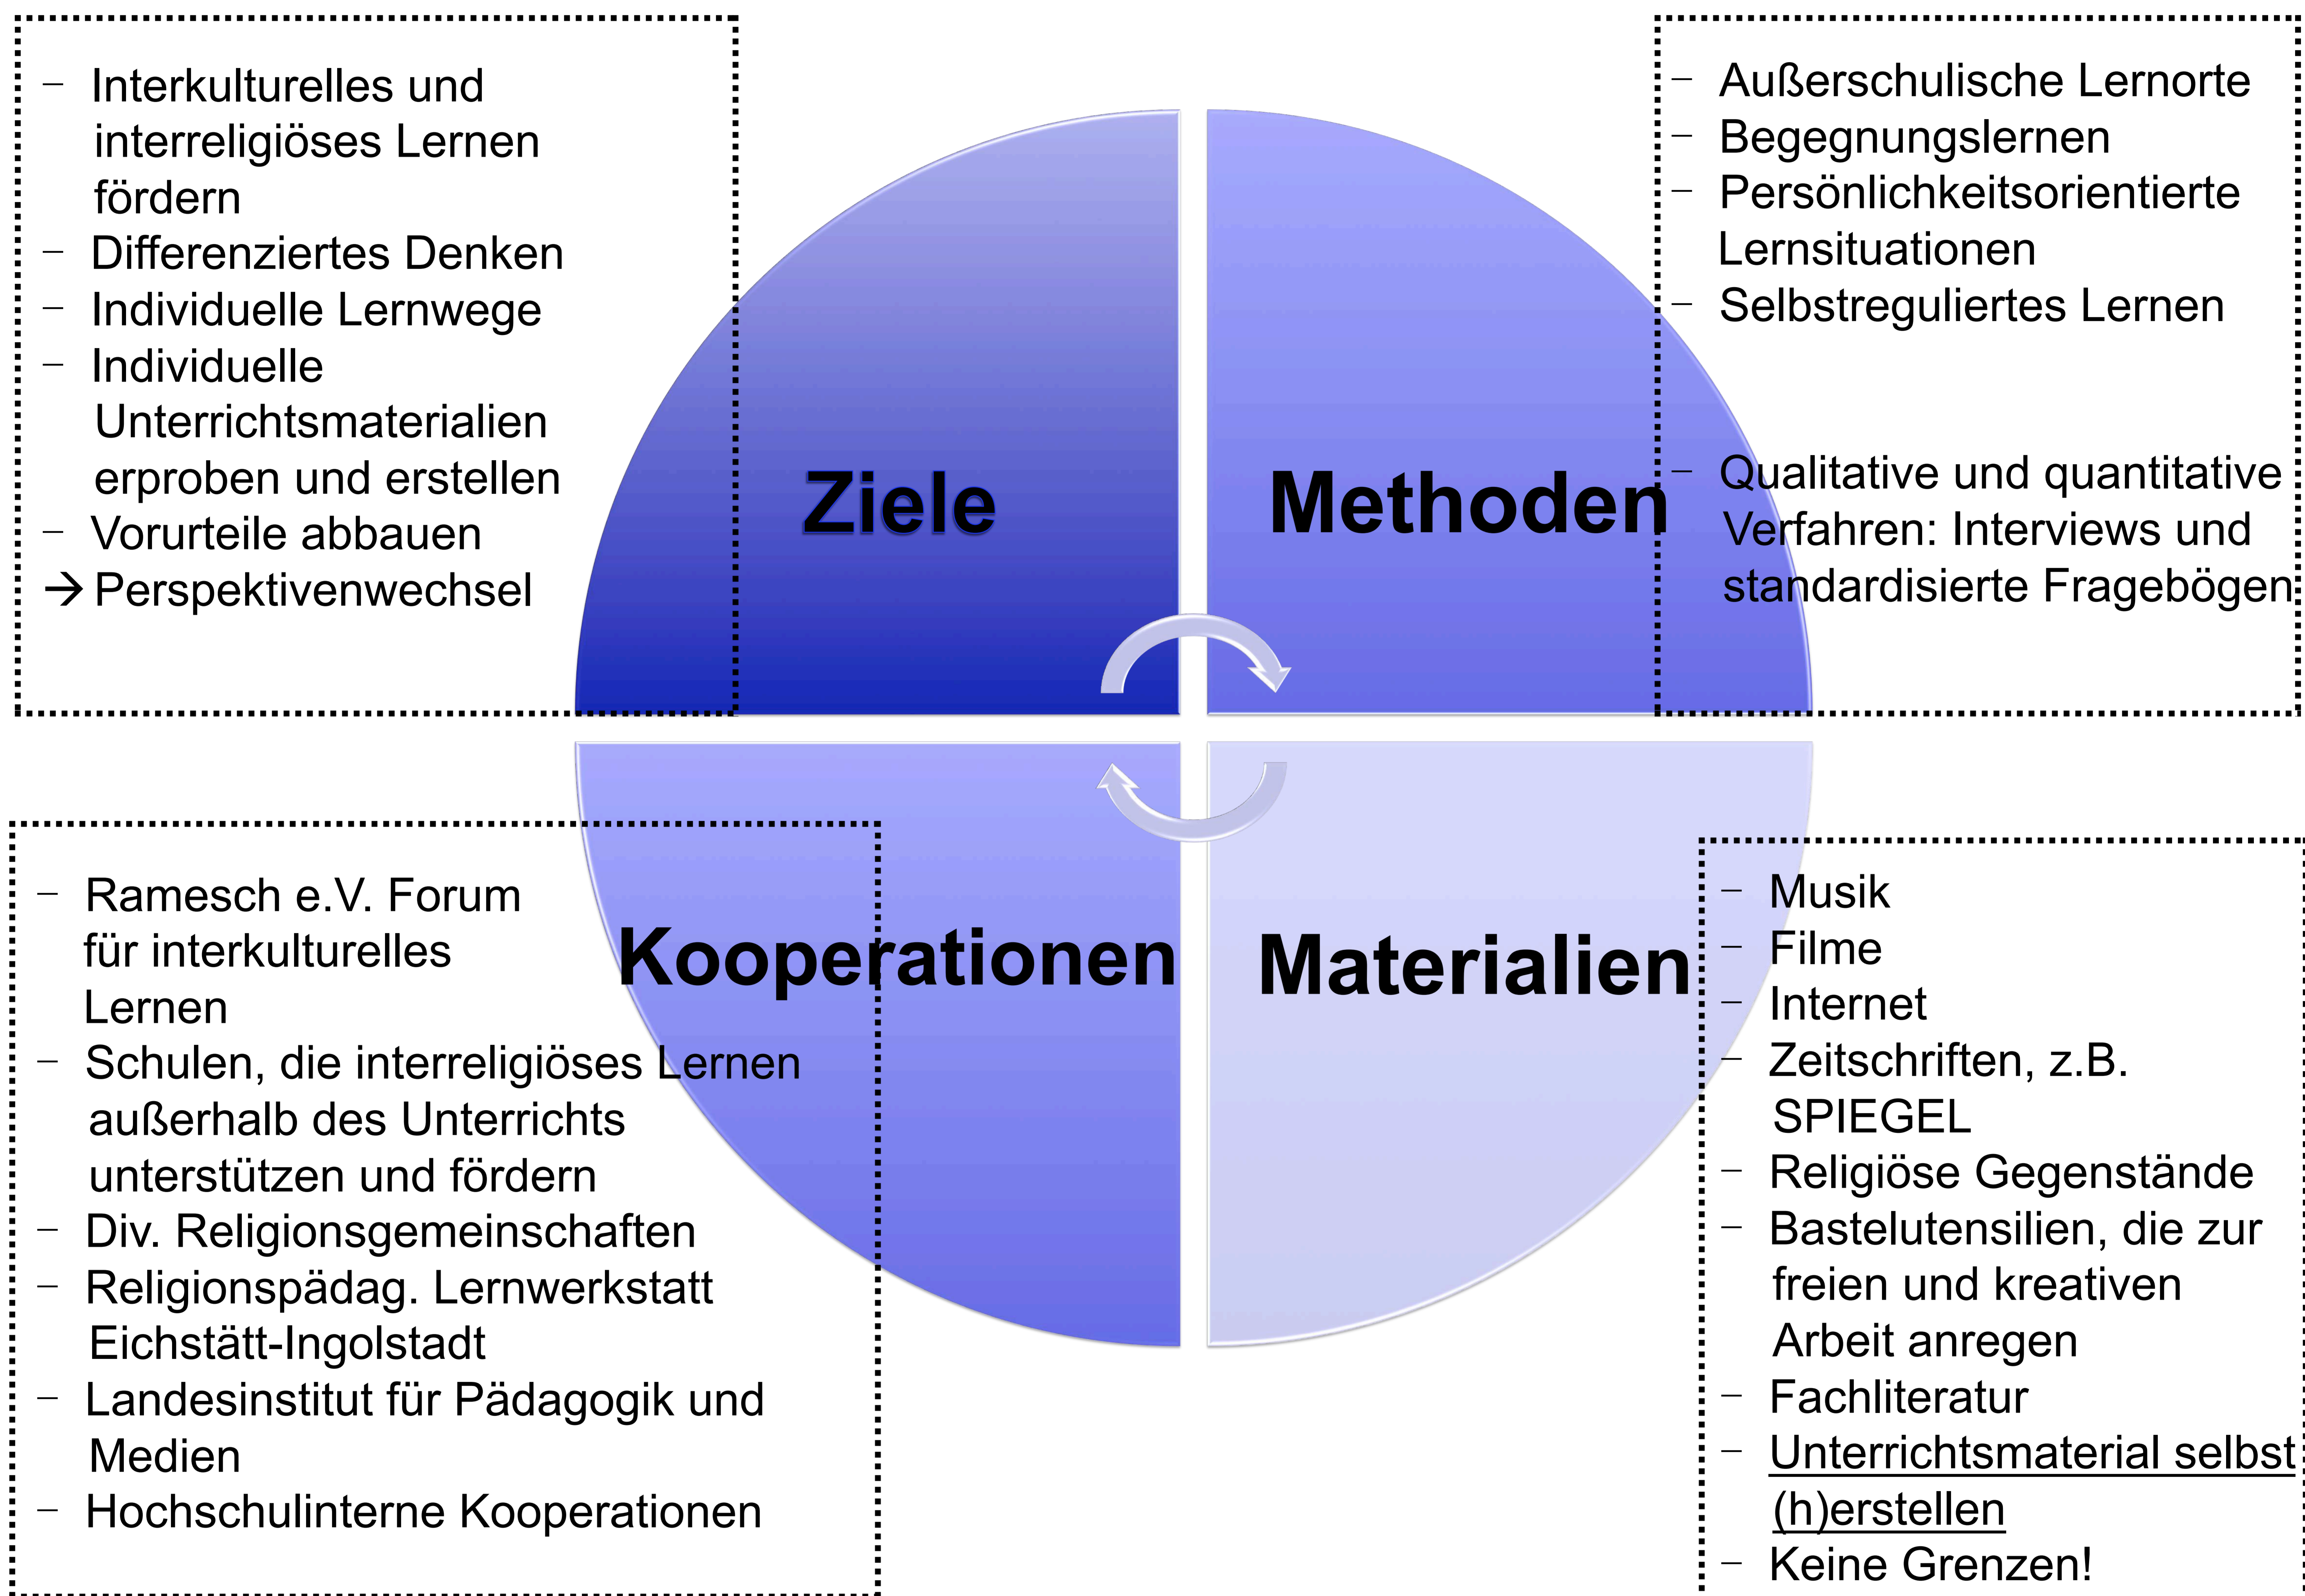 – Interkulturelles und
interreligiöses Lernen
fördern
– Differenziertes Denken
– Individuelle Lernwege
– Individuelle
Unterrichtsmaterialien
erproben und erstellen
– Vorurteile abbauen
→ Perspektivenwechsel
Ziele
Methoden
– Außerschulische Lernorte
– Begegnungslernen
– Persönlichkeitsorientierte
Lernsituationen
– Selbstreguliertes Lernen
– Qualitative und quantitative
Verfahren: Interviews und
standardisierte Fragebögen
– Ramesch e.V. Forum
für interkulturelles
Lernen
– Schulen, die interreligiöses Lernen
außerhalb des Unterrichts
unterstützen und fördern
– Div. Religionsgemeinschaften
– Religionspädag. Lernwerkstatt
Eichstätt-Ingolstadt
– Landesinstitut für Pädagogik und
Medien
– Hochschulinterne Kooperationen
Kooperationen
Materialien
– Musik
– Filme
– Internet
– Zeitschriften, z.B.
SPIEGEL
– Religiöse Gegenstände
– Bastelutensilien, die zur
freien und kreativen
Arbeit anregen
– Fachliteratur
– Unterrichtsmaterial selbst
(h)erstellen
– Keine Grenzen!